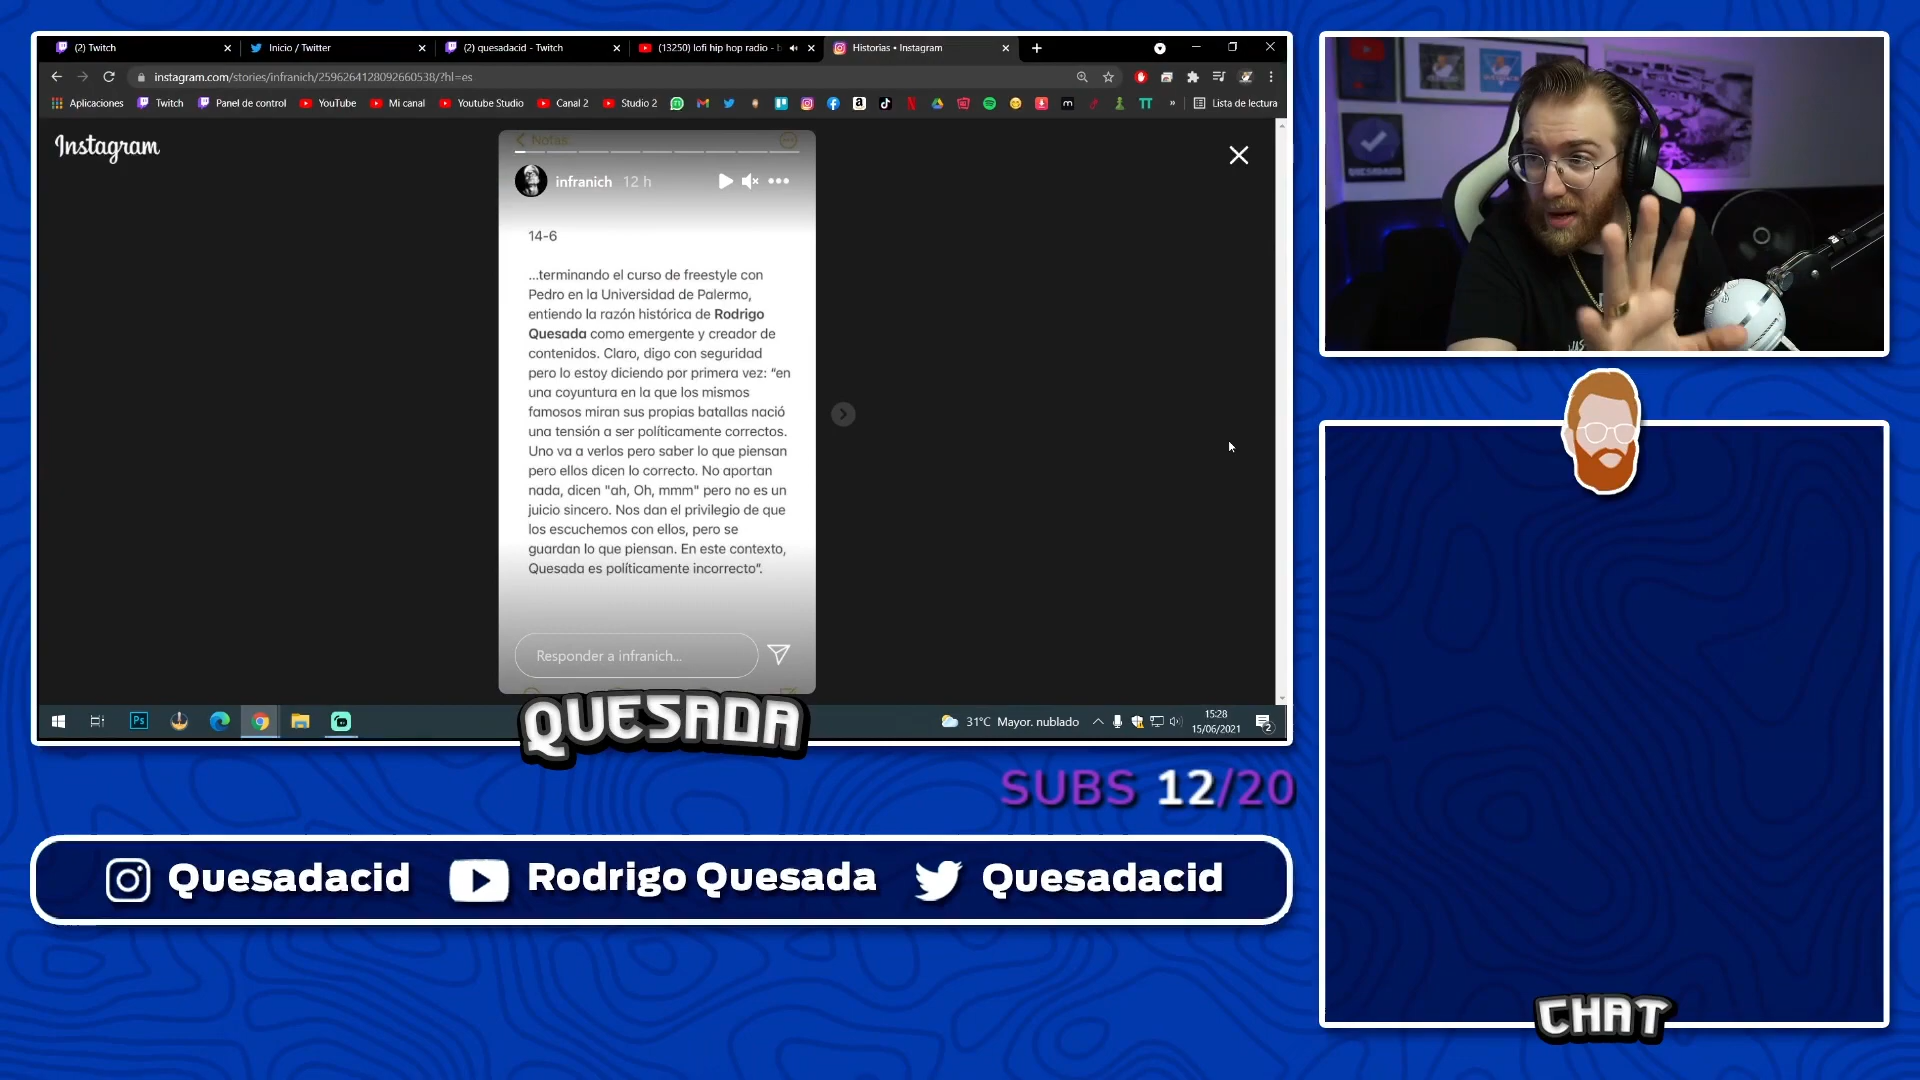 (2) Twitch
Inicio / Twitter
(2) quesadacid - Twitch
(13250) lofi hip hop radio - b
Historias • Instagram
instagram.com/stories/infranich/2596264128092660538/?hl=es
Aplicaciones
Twitch
Panel de control
YouTube
Mi canal
Youtube Studio
Canal 2
Studio 2
Lista de lectura
Instagram
Notas
infranich 12 h
14-6
...terminando el curso de freestyle con
Pedro en la Universidad de Palermo,
entiendo la razón histórica de Rodrigo
Quesada como emergente y creador de
contenidos. Claro, digo con seguridad
pero lo estoy diciendo por primera vez: “en
una coyuntura en la que los mismos
famosos miran sus propias batallas nació
una tensión a ser políticamente correctos.
Uno va a verlos pero saber lo que piensan
pero ellos dicen lo correcto. No aportan
nada, dicen "ah, Oh, mmm" pero no es un
juicio sincero. Nos dan el privilegio de que
los escuchemos con ellos, pero se
guardan lo que piensan. En este contexto,
Quesada es políticamente incorrecto”.
Responder a infranich...
Ps
31°C Mayor. nublado
15:28
15/06/2021
2
QUESADA
SUBS 12/20
Quesadacid
Rodrigo Quesada
Quesadacid
CHAT